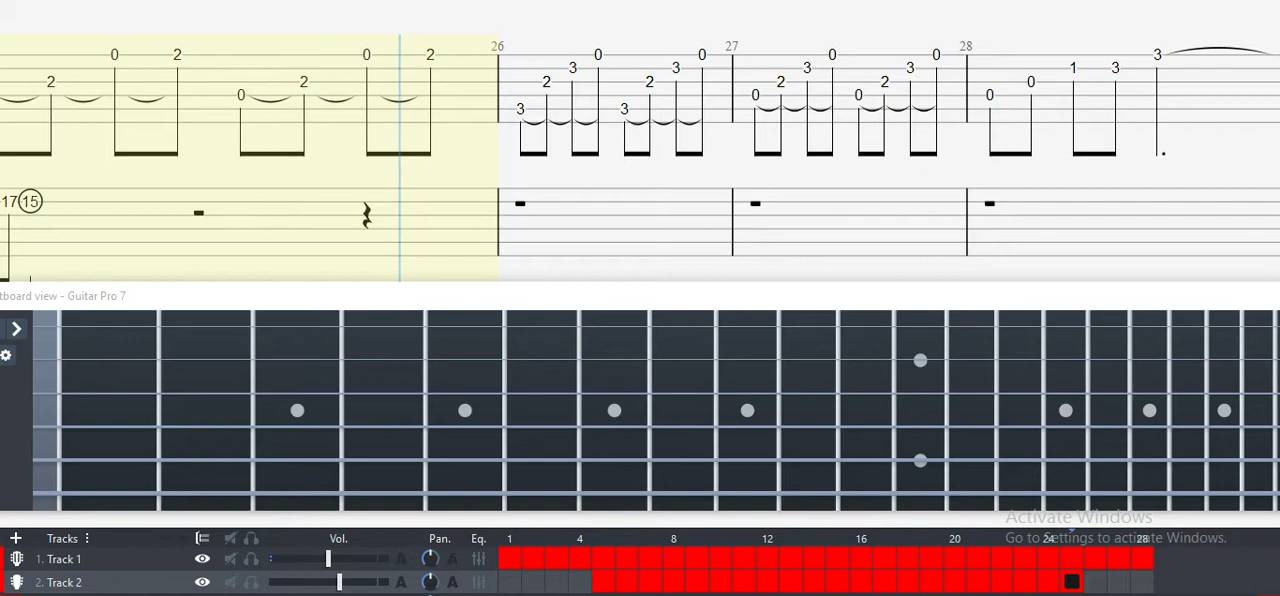 26 27 28
0 2 0 2 0 0 0 3
2 3 3 3 3 1 3
2 2 2 2 2 2
0 0 0 0 0
3 3
17 15
tboard view - Guitar Pro 7
Activate Windows
Go to Settings to activate Windows.
Tracks Vol. Pan. Eq. 1 4 8 12 16 20 24 28
1. Track 1 A A
2. Track 2 A A